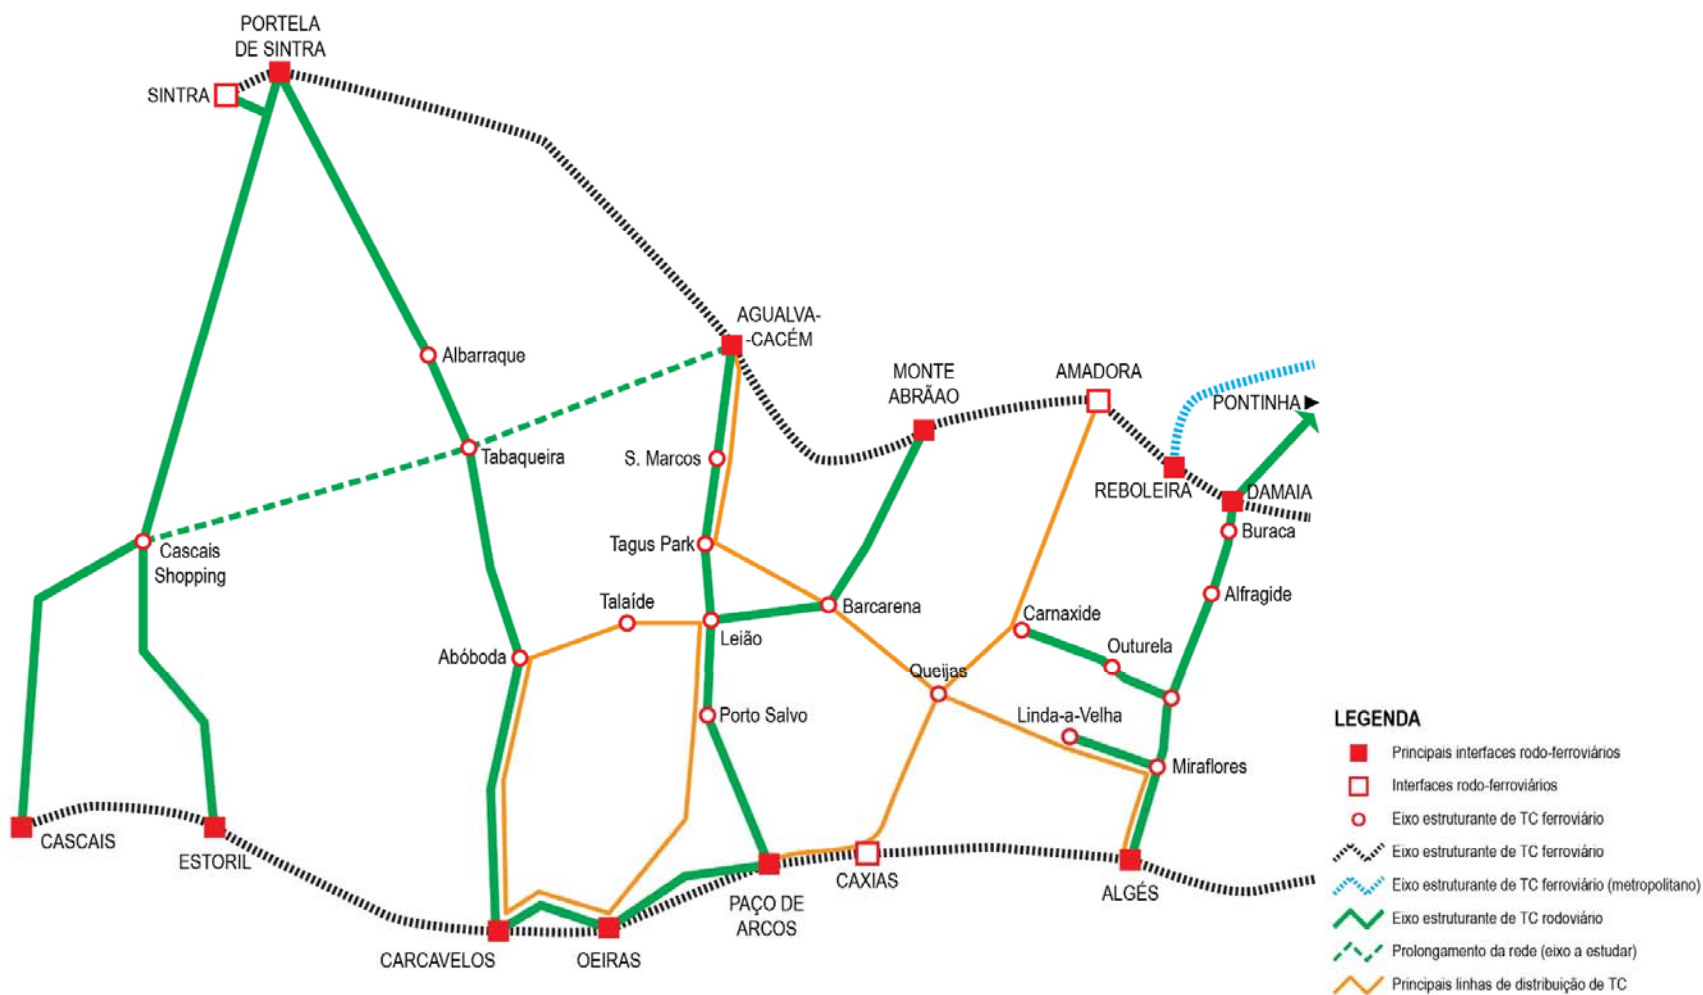 PORTELA
DE SINTRA
SINTRA
AGUALVA-
-CACÉM
MONTE
ABRÃAO
AMADORA
PONTINHA
Albarraque
Tabaqueira
S. Marcos
REBOLEIRA
DAMAIA
Buraca
Cascais
Shopping
Tagus Park
Talaíde
Barcarena
Alfragide
Carnaxide
Leião
Outurela
Abóboda
Queijas
Porto Salvo
Linda-a-Velha
Miraflores
CASCAIS
ESTORIL
CAXIAS
ALGÉS
PAÇO DE
ARCOS
CARCAVELOS
OEIRAS
LEGENDA
Principais interfaces rodo-ferroviários
Interfaces rodo-ferroviários
Eixo estruturante de TC ferroviário
Eixo estruturante de TC ferroviário
Eixo estruturante de TC ferroviário (metropolitano)
Eixo estruturante de TC rodoviário
Prolongamento da rede (eixo a estudar)
Principais linhas de distribuição de TC